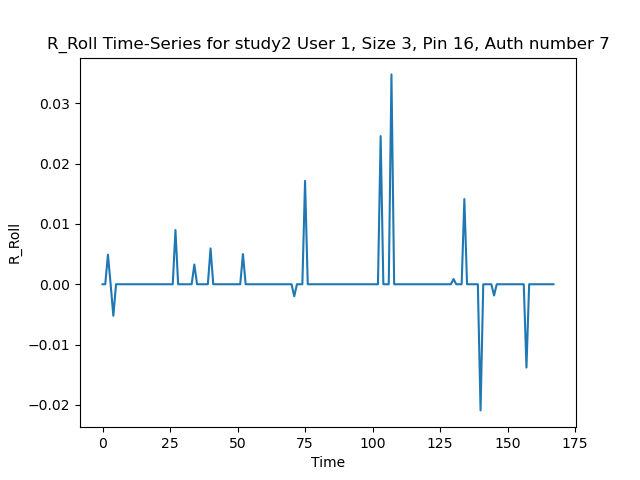 R_Roll Time-Series for study2 User 1, Size 3, Pin 16, Auth number 7
0.03
0.02
0.01
0.00
−0.01
−0.02
R_Roll
0 25 50 75 100 125 150 175
Time